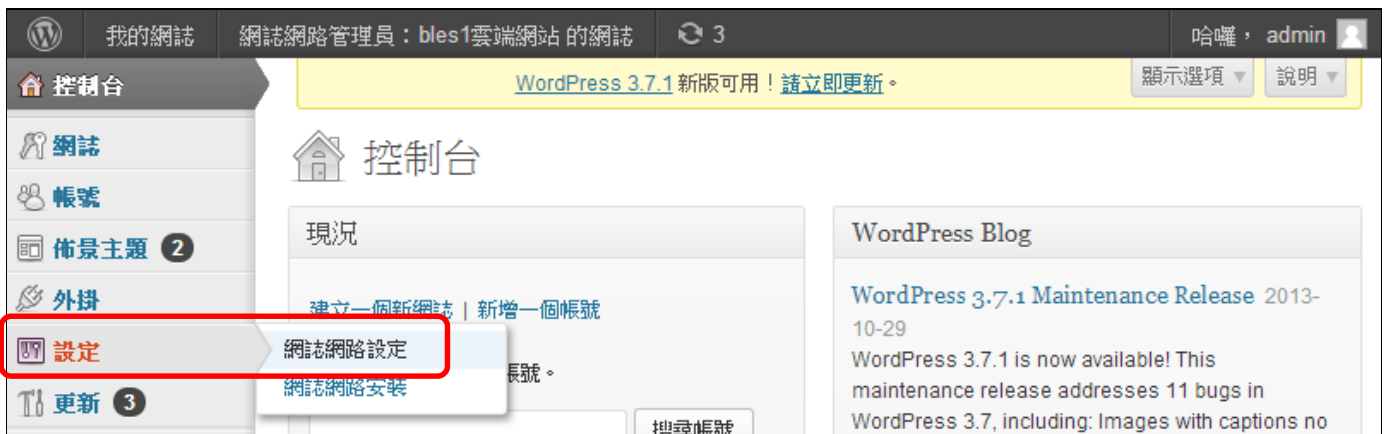 我的網誌 網誌網路管理員：bles1雲端網站 的網誌 3 哈囉， admin
控制台
WordPress 3.7.1 新版可用！請立即更新。
顯示選項 說明
網誌
帳號
佈景主題 2
外掛
設定
更新 3
網誌網路設定
網誌網路安裝
控制台
現況
建立一個新網誌 | 新增一個帳號
長號。
搜尋帳號
WordPress Blog
WordPress 3.7.1 Maintenance Release 2013-
10-29
WordPress 3.7.1 is now available! This
maintenance release addresses 11 bugs in
WordPress 3.7, including: Images with captions no